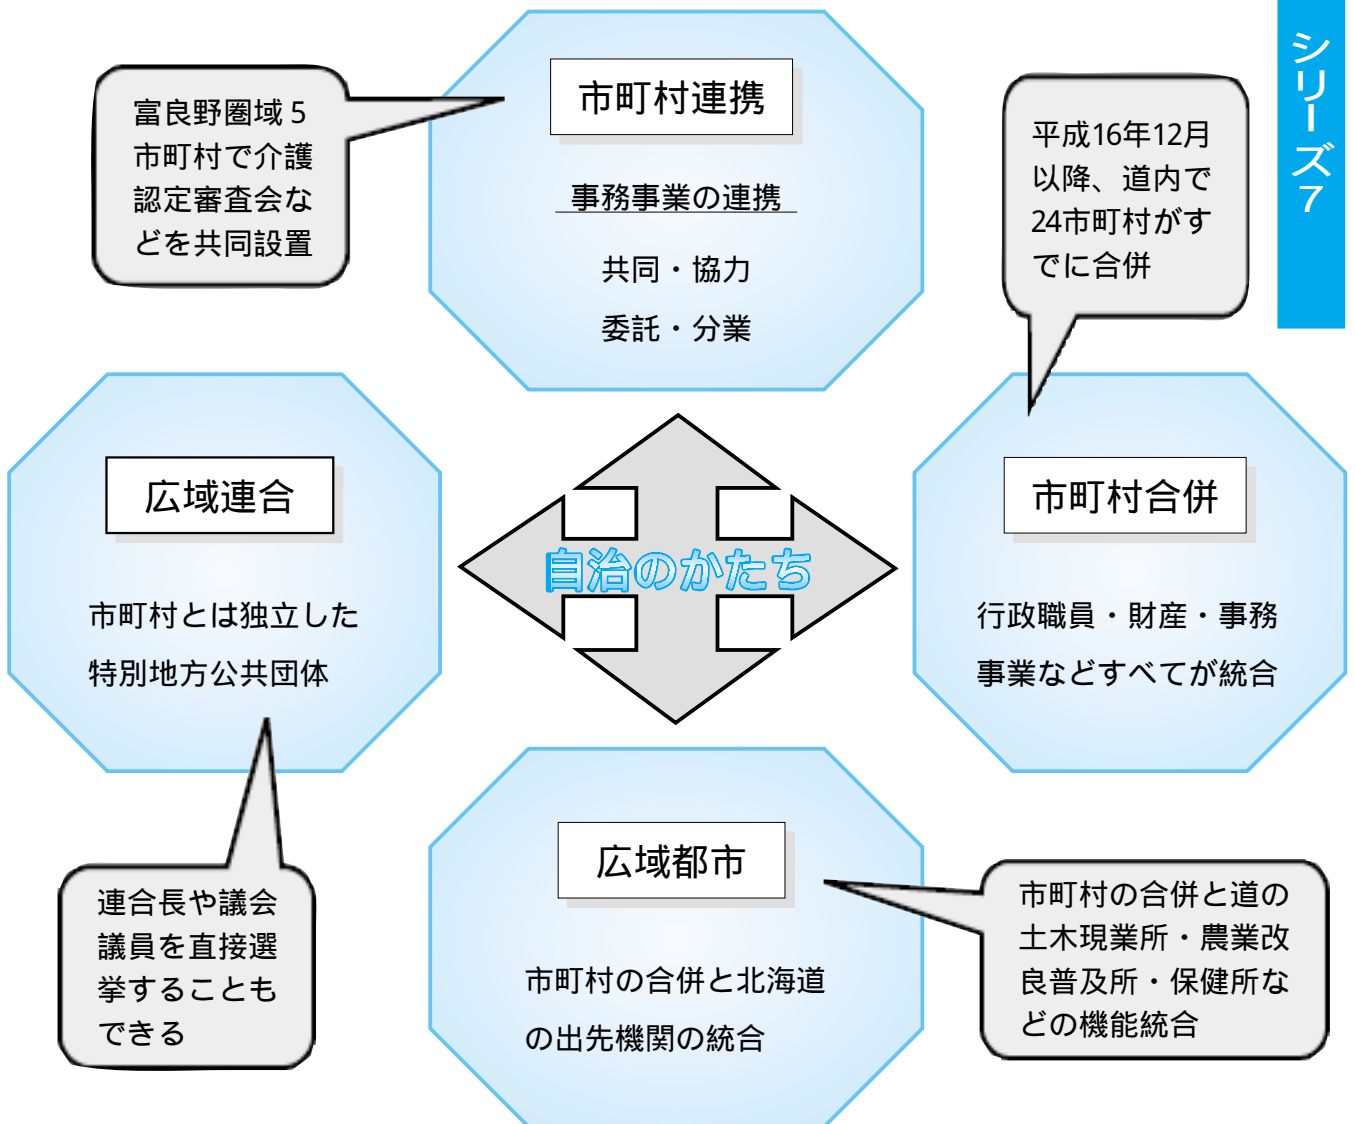 シリーズ7
市町村連携
事務事業の連携
共同・協力
委託・分業
富良野圏域5
市町村で介護
認定審査会な
どを共同設置
平成16年12月
以降、道内で
24市町村がす
でに合併
広域連合
市町村とは独立した
特別地方公共団体
自治のかたち
市町村合併
行政職員・財産・事務
事業などすべてが統合
連合長や議会
議員を直接選
挙することも
できる
広域都市
市町村の合併と北海道
の出先機関の統合
市町村の合併と道の
土木現業所・農業改
良普及所・保健所な
どの機能統合